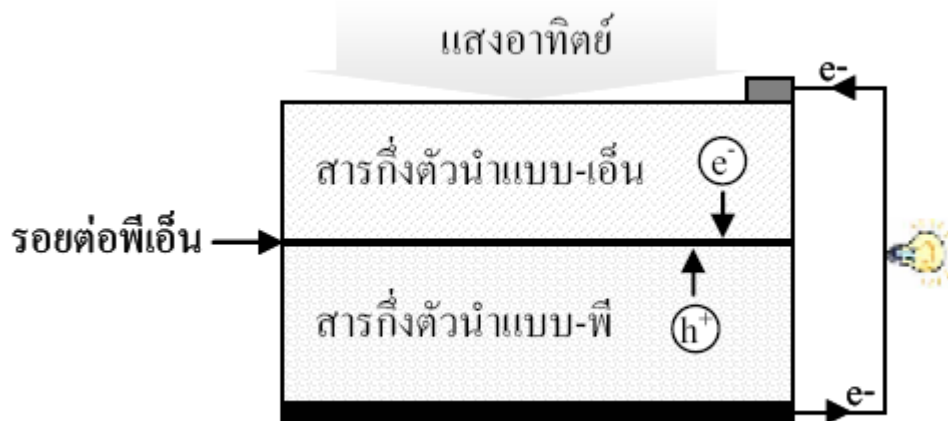 แสงอาทิตย์
e-
สารกึ่งตัวนำแบบ-เอ็น
e-
รอยต่อพีเอ็น
สารกึ่งตัวนำแบบ-พี
h+
e-